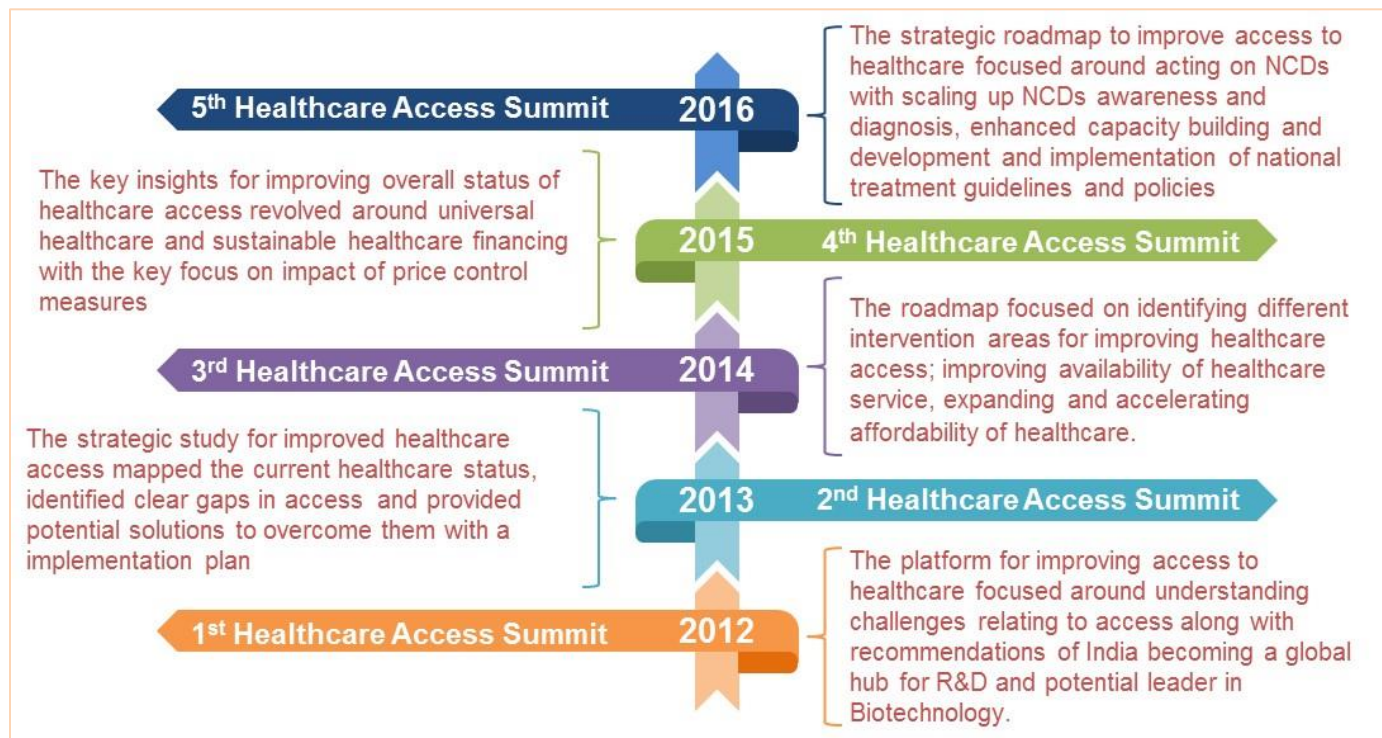 5th Healthcare Access Summit
2016
The strategic roadmap to improve access to
healthcare focused around acting on NCDs
with scaling up NCDs awareness and
diagnosis, enhanced capacity building and
development and implementation of national
treatment guidelines and policies
The key insights for improving overall status of
healthcare access revolved around universal
healthcare and sustainable healthcare financing
with the key focus on impact of price control
measures
2015
4th Healthcare Access Summit
3rd Healthcare Access Summit
2014
The roadmap focused on identifying different
intervention areas for improving healthcare
access; improving availability of healthcare
service, expanding and accelerating
affordability of healthcare.
The strategic study for improved healthcare
access mapped the current healthcare status,
identified clear gaps in access and provided
potential solutions to overcome them with a
implementation plan
2013
2nd Healthcare Access Summit
1st Healthcare Access Summit
2012
The platform for improving access to
healthcare focused around understanding
challenges relating to access along with
recommendations of India becoming a global
hub for R&D and potential leader in
Biotechnology.